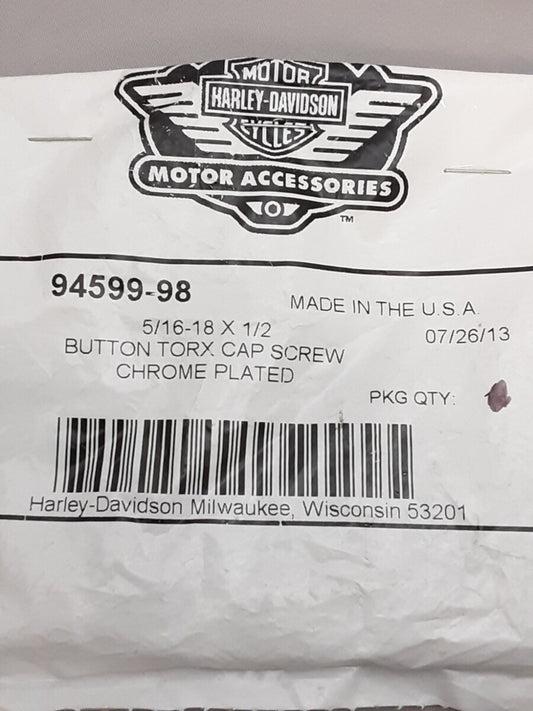 MOTOR
HARLEY-DAVIDSON
CYCLES
MOTOR ACCESSORIES
TM
94599-98
MADE IN THE U.S.A.
5/16-18 X 1/2
07/26/13
BUTTON TORX CAP SCREW
CHROME PLATED
PKG QTY:
Harley-Davidson Milwaukee, Wisconsin 53201